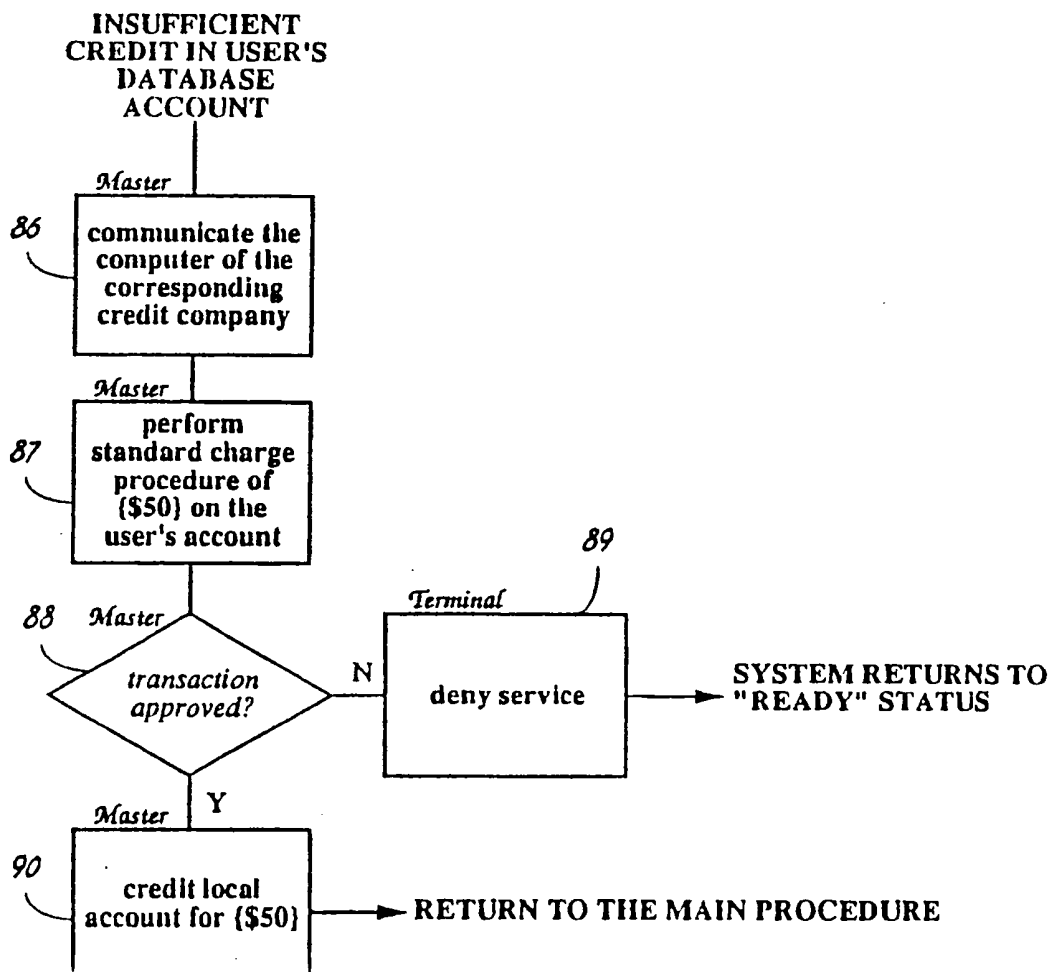 INSUFFICIENT
CREDIT IN USER'S
DATABASE
ACCOUNT
Master
86
communicate the
computer of the
corresponding
credit company
Master
87
perform
standard charge
procedure of
{$50} on the
user's account
88
Master
transaction
approved?
N
Terminal
89
deny service
SYSTEM RETURNS TO
"READY" STATUS
Y
Master
90
credit local
account for {$50}
RETURN TO THE MAIN PROCEDURE